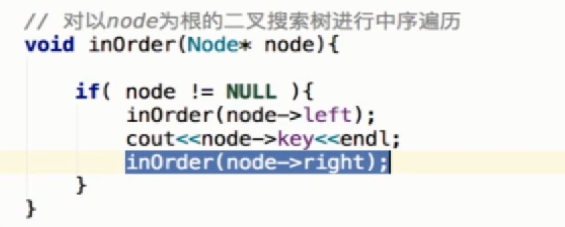 // 对以node为根的二叉搜索树进行中序遍历
void inOrder(Node* node){
if( node != NULL ){
inOrder(node->left);
cout<<node->key<<endl;
inOrder(node->right);
}
}